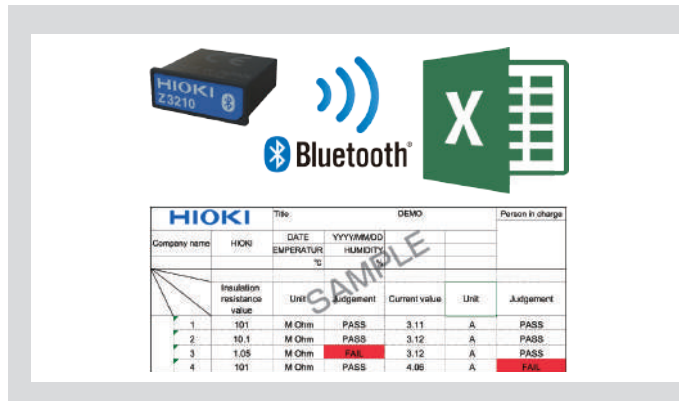 HIOKI
Z3210
Bluetooth®
X
HIOKI Title DEMO Person in charge
Company name HIOKI DATE YYYY/MM/DD
EMPERATUR HUMIDITY
℃ %
SAMPLE
Insulation resistance value Unit Judgement Current value Unit Judgement
1 101 M Ohm PASS 3.11 A PASS
2 10.1 M Ohm PASS 3.12 A PASS
3 1.05 M Ohm FAIL 3.12 A PASS
4 101 M Ohm PASS 4.06 A FAIL